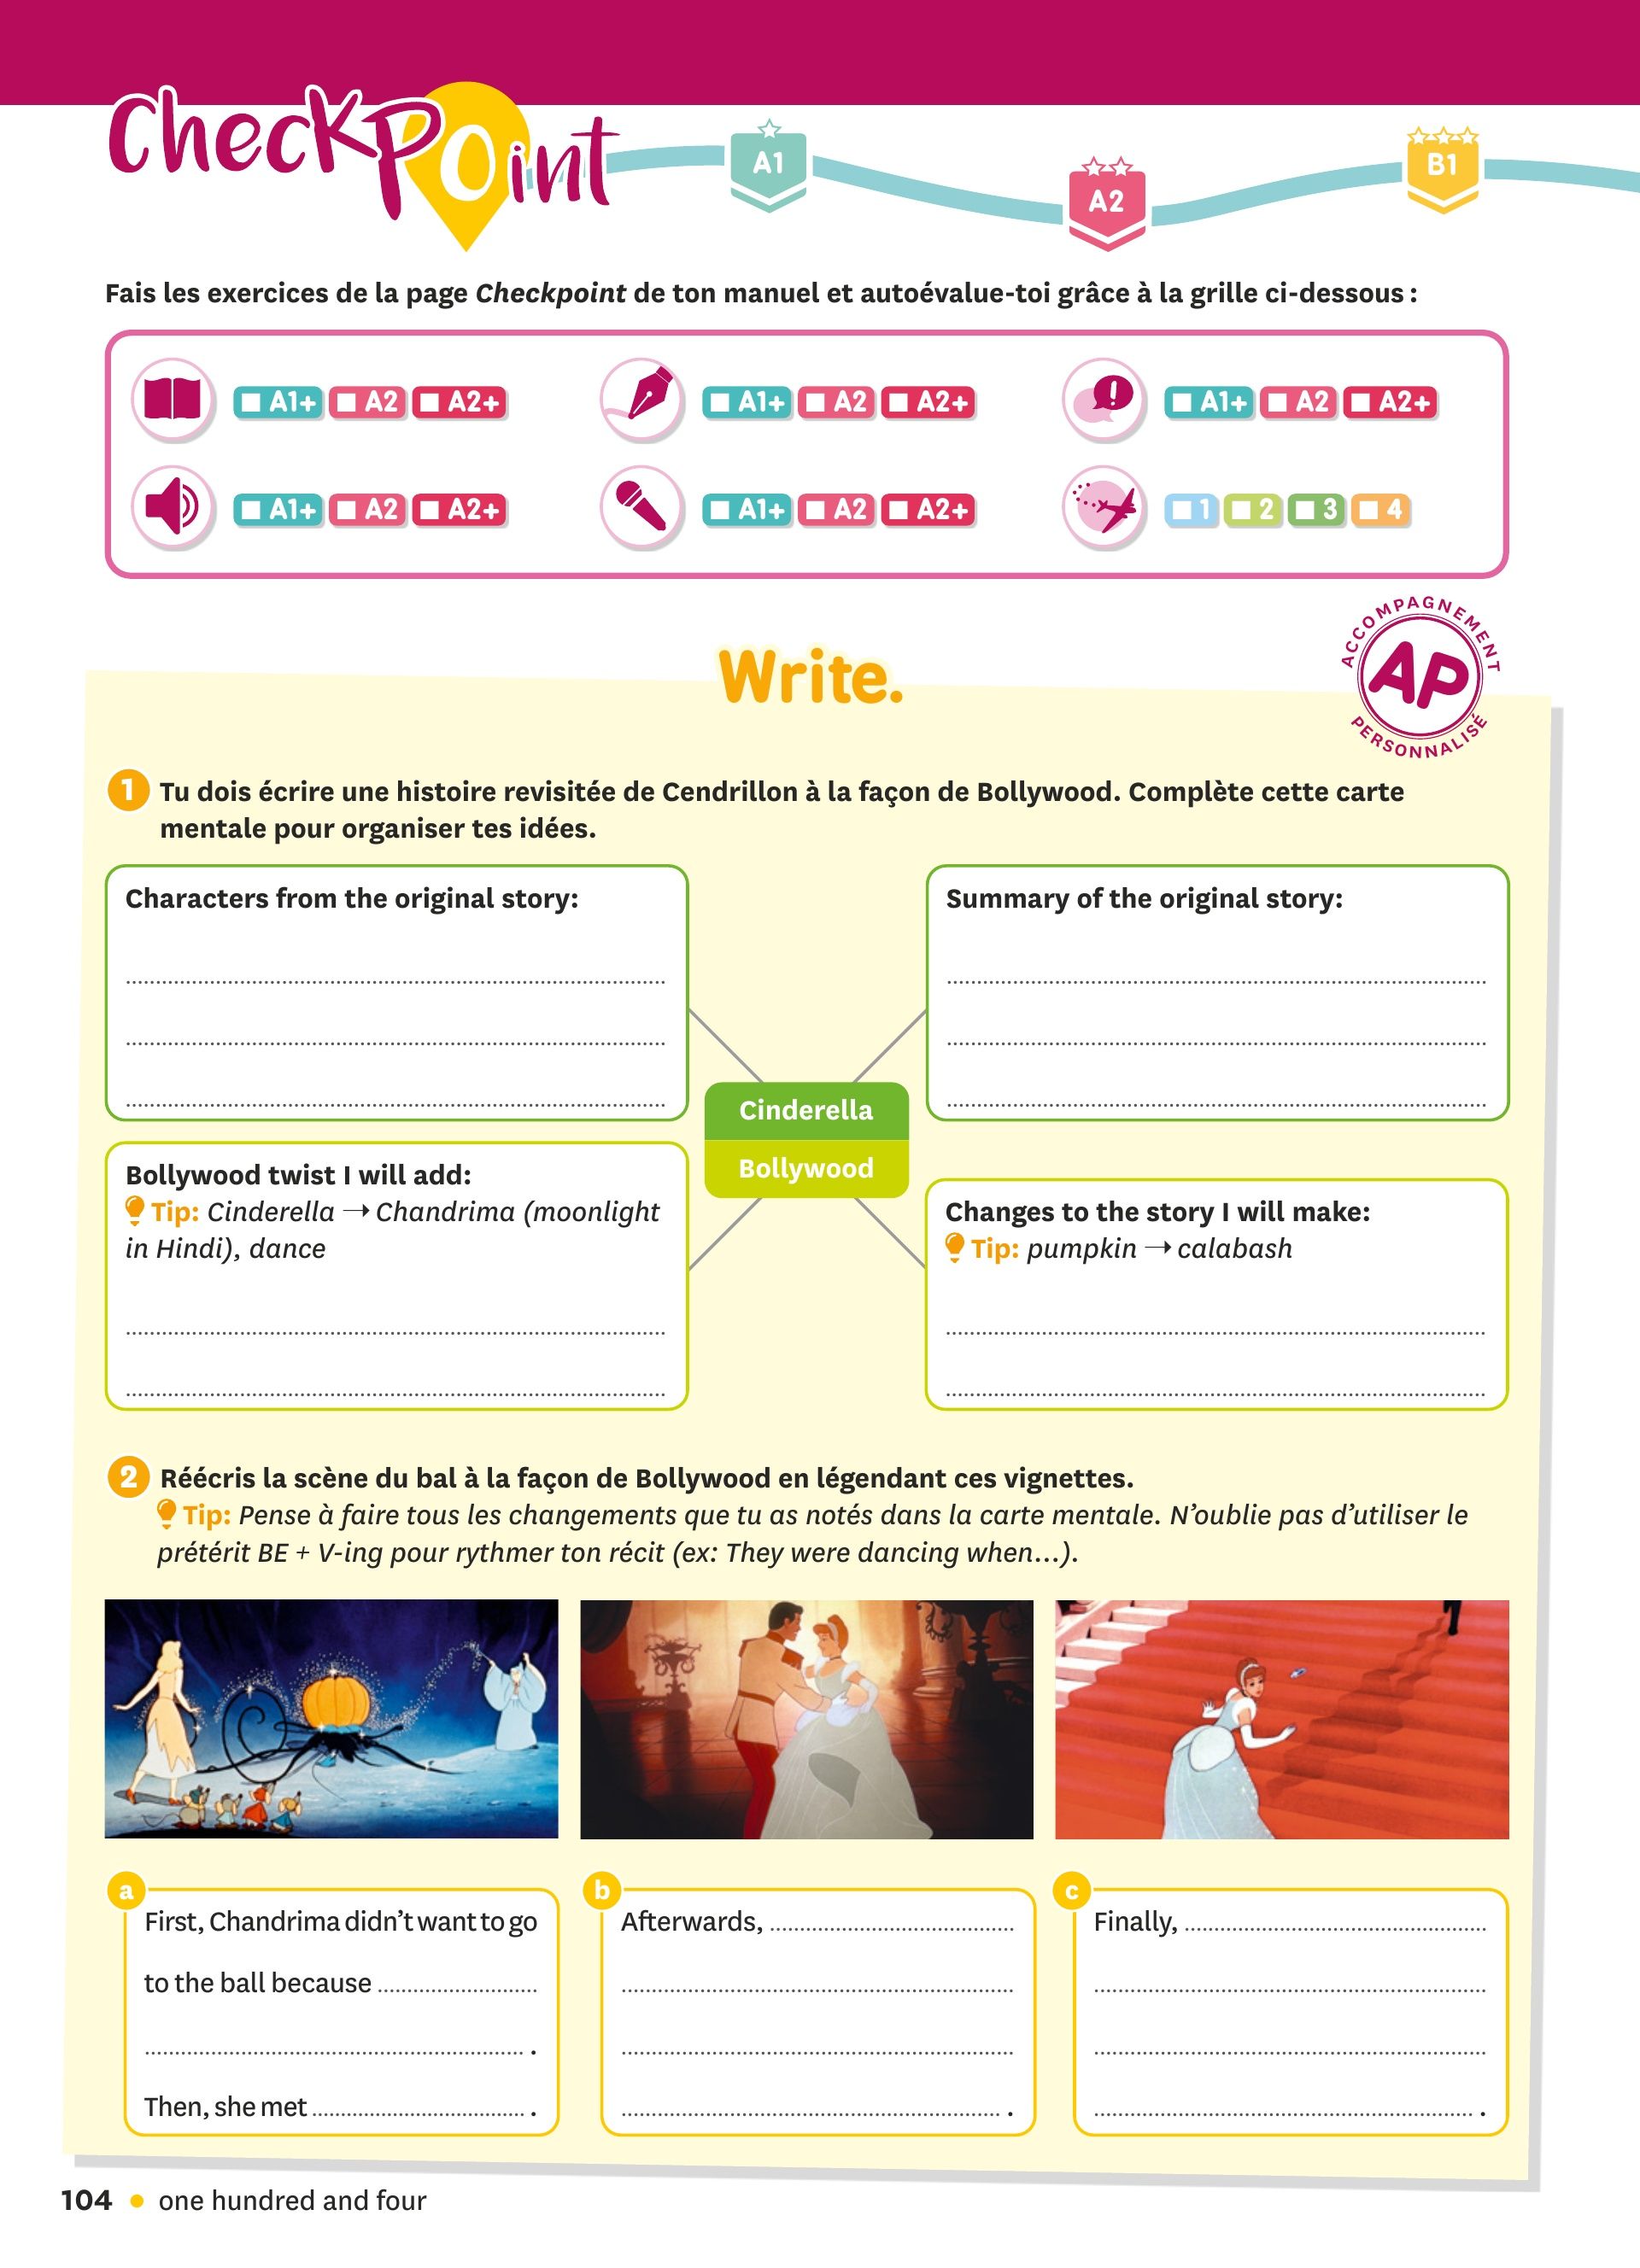 CheckPoint
A1
A2
B1
Fais les exercices de la page Checkpoint de ton manuel et autoévalue-toi grâce à la grille ci-dessous :
A1+ A2 A2+
A1+ A2 A2+
A1+ A2 A2+
A1+ A2 A2+
A1+ A2 A2+
1 2 3 4
ACCOMPAGNEMENT
AP
PERSONNALISÉ
Write.
1 Tu dois écrire une histoire revisitée de Cendrillon à la façon de Bollywood. Complète cette carte
mentale pour organiser tes idées.
Characters from the original story:
Summary of the original story:
Cinderella
Bollywood
Bollywood twist I will add:
Tip: Cinderella → Chandrima (moonlight
in Hindi), dance
Changes to the story I will make:
Tip: pumpkin → calabash
2 Réécris la scène du bal à la façon de Bollywood en légendant ces vignettes.
Tip: Pense à faire tous les changements que tu as notés dans la carte mentale. N'oublie pas d'utiliser le
prétérit BE + V-ing pour rythmer ton récit (ex: They were dancing when...).
a
First, Chandrima didn't want to go
to the ball because ........................
........................ .
Then, she met ........................ .
b
Afterwards, ........................
........................ .
c
Finally, ........................
........................ .
104 • one hundred and four